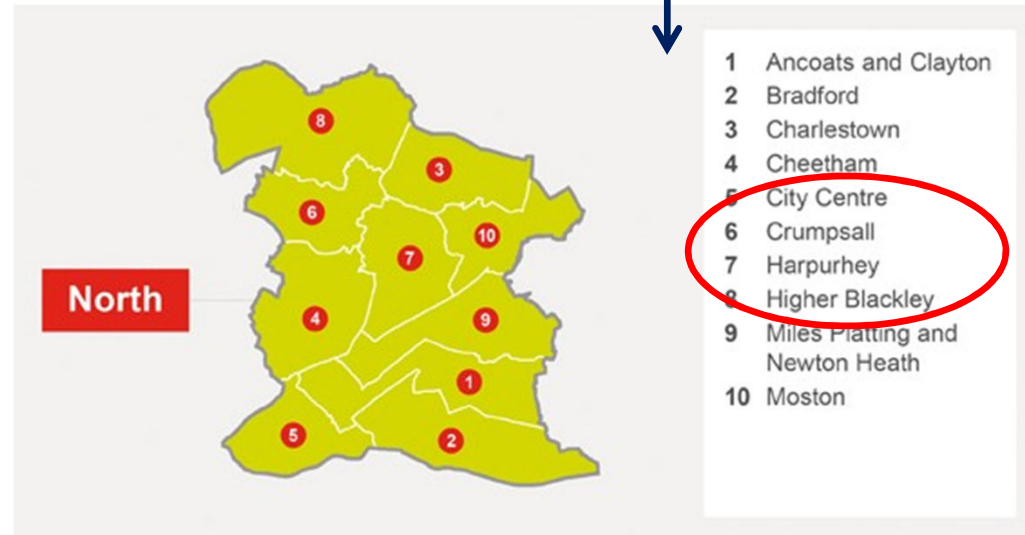 8
3
6
10
7
North
4
9
1
5
2
1 Ancoats and Clayton
2 Bradford
3 Charlestown
4 Cheetham
5 City Centre
6 Crumpsall
7 Harpurhey
8 Higher Blackley
9 Miles Platting and
Newton Heath
10 Moston